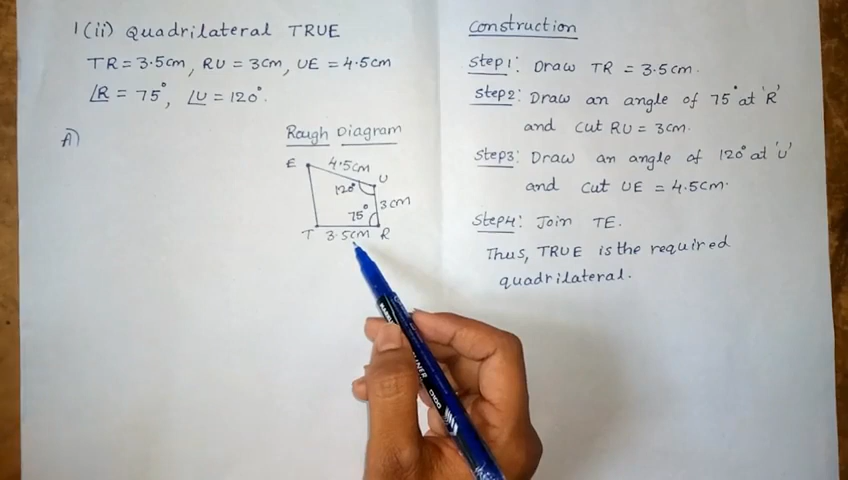 1(ii) Quadrilateral TRUE
TR = 3.5cm, RU = 3cm, UE = 4.5cm
∠R = 75°, ∠U = 120°.
A)
Rough Diagram
E 4.5cm
U
120°
3cm
75°
T 3.5cm R
Construction
Step1: Draw TR = 3.5cm.
Step2: Draw an angle of 75° at 'R'
and cut RU = 3cm.
Step3: Draw an angle of 120° at 'U'
and cut UE = 4.5cm.
Step4: Join TE.
Thus, TRUE is the required
quadrilateral.